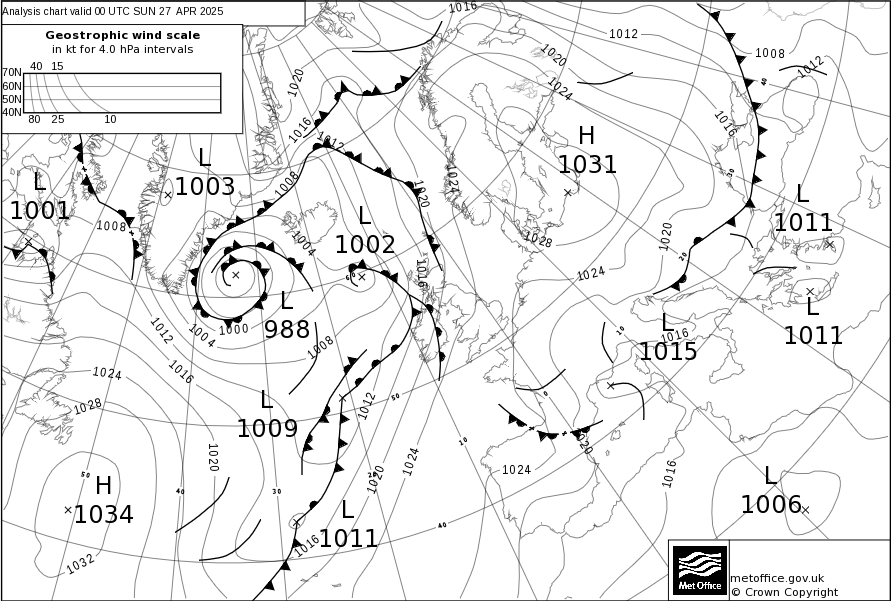 Analysis chart valid 00 UTC SUN 27 APR 2025
Geostrophic wind scale
in kt for 4.0 hPa intervals
40 15
70N
60N
50N
40N
80 25 10
1016
1012
1020
1008
1012
1020
1024
1016
1016
1012
H
1031
L
1003
L
1001
1008
1024
1020
L
1011
1008
L
1002
1004
1028
1020
1016
1024
20
30
40
L
988
L
1011
1000
1004
1012
1008
L
1015
1016
10
1016
1024
1028
L
1009
1012
50
0
1020
1020
1024
1024
1020
1016
10
H
1034
50
40
30
20
40
L
1011
1016
L
1006
1032
Met Office
metoffice.gov.uk
© Crown Copyright